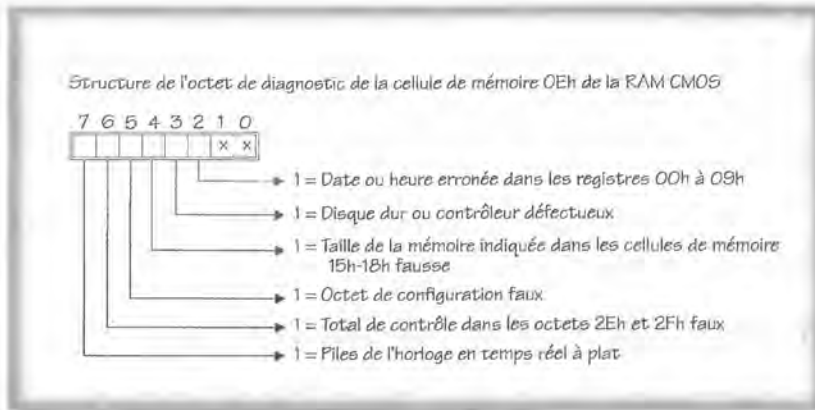 Structure de l'octet de diagnostic de la cellule de mémoire 0Eh de la RAM CMOS
7 6 5 4 3 2 1 0
x x
1 = Date ou heure erronée dans les registres 00h à 09h
1 = Disque dur ou contrôleur défectueux
1 = Taille de la mémoire indiquée dans les cellules de mémoire
15h-18h fausse
1 = Octet de configuration faux
1 = Total de contrôle dans les octets 2Eh et 2Fh faux
1 = Piles de l'horloge en temps réel à plat